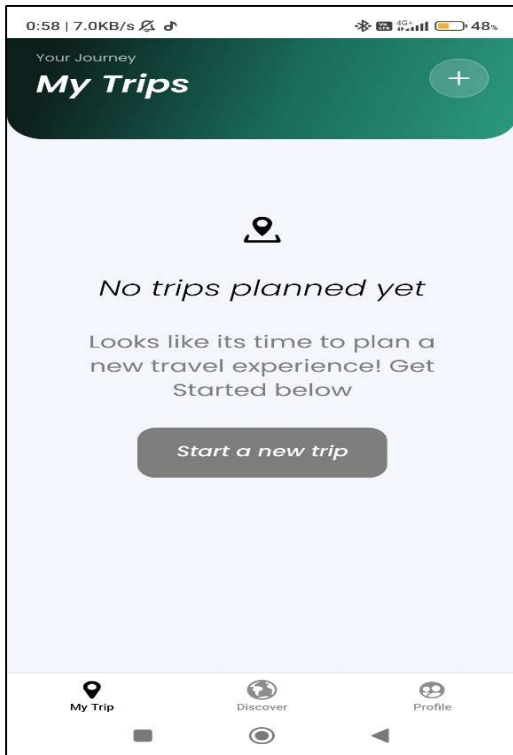 0:58 | 7.0KB/s 4G+ 48%
Your Journey
My Trips
No trips planned yet
Looks like its time to plan a
new travel experience! Get
Started below
Start a new trip
My Trip Discover Profile